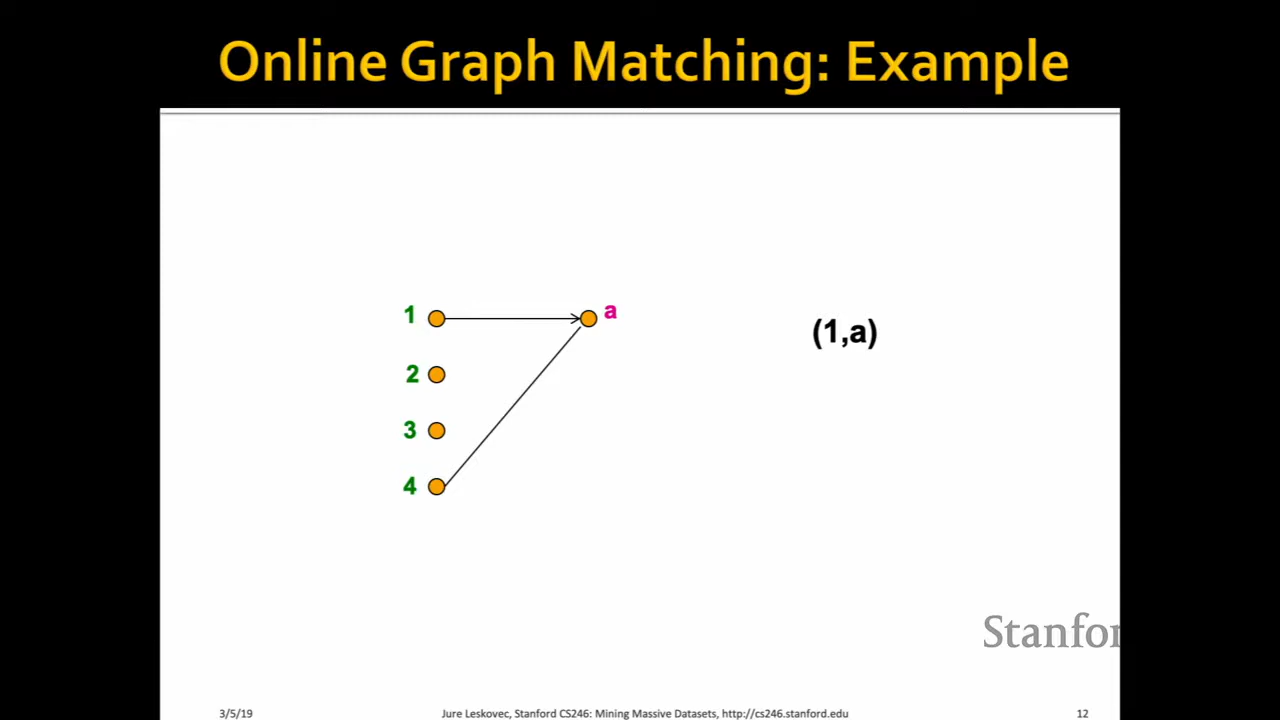 Online Graph Matching: Example
1
a
(1,a)
2
3
4
3/5/19
Jure Leskovec, Stanford CS246: Mining Massive Datasets, http://cs246.stanford.edu
12